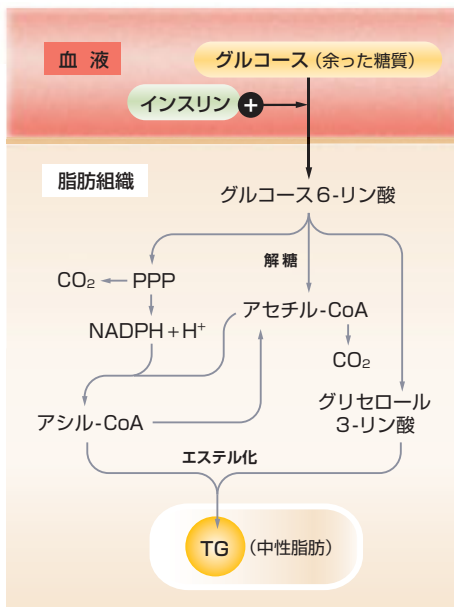 血液
グルコース（余った糖質）
インスリン
+
脂肪組織
グルコース6-リン酸
解糖
CO₂
PPP
アセチル-CoA
NADPH＋H⁺
CO₂
グリセロール
3-リン酸
アシル-CoA
エステル化
TG
（中性脂肪）